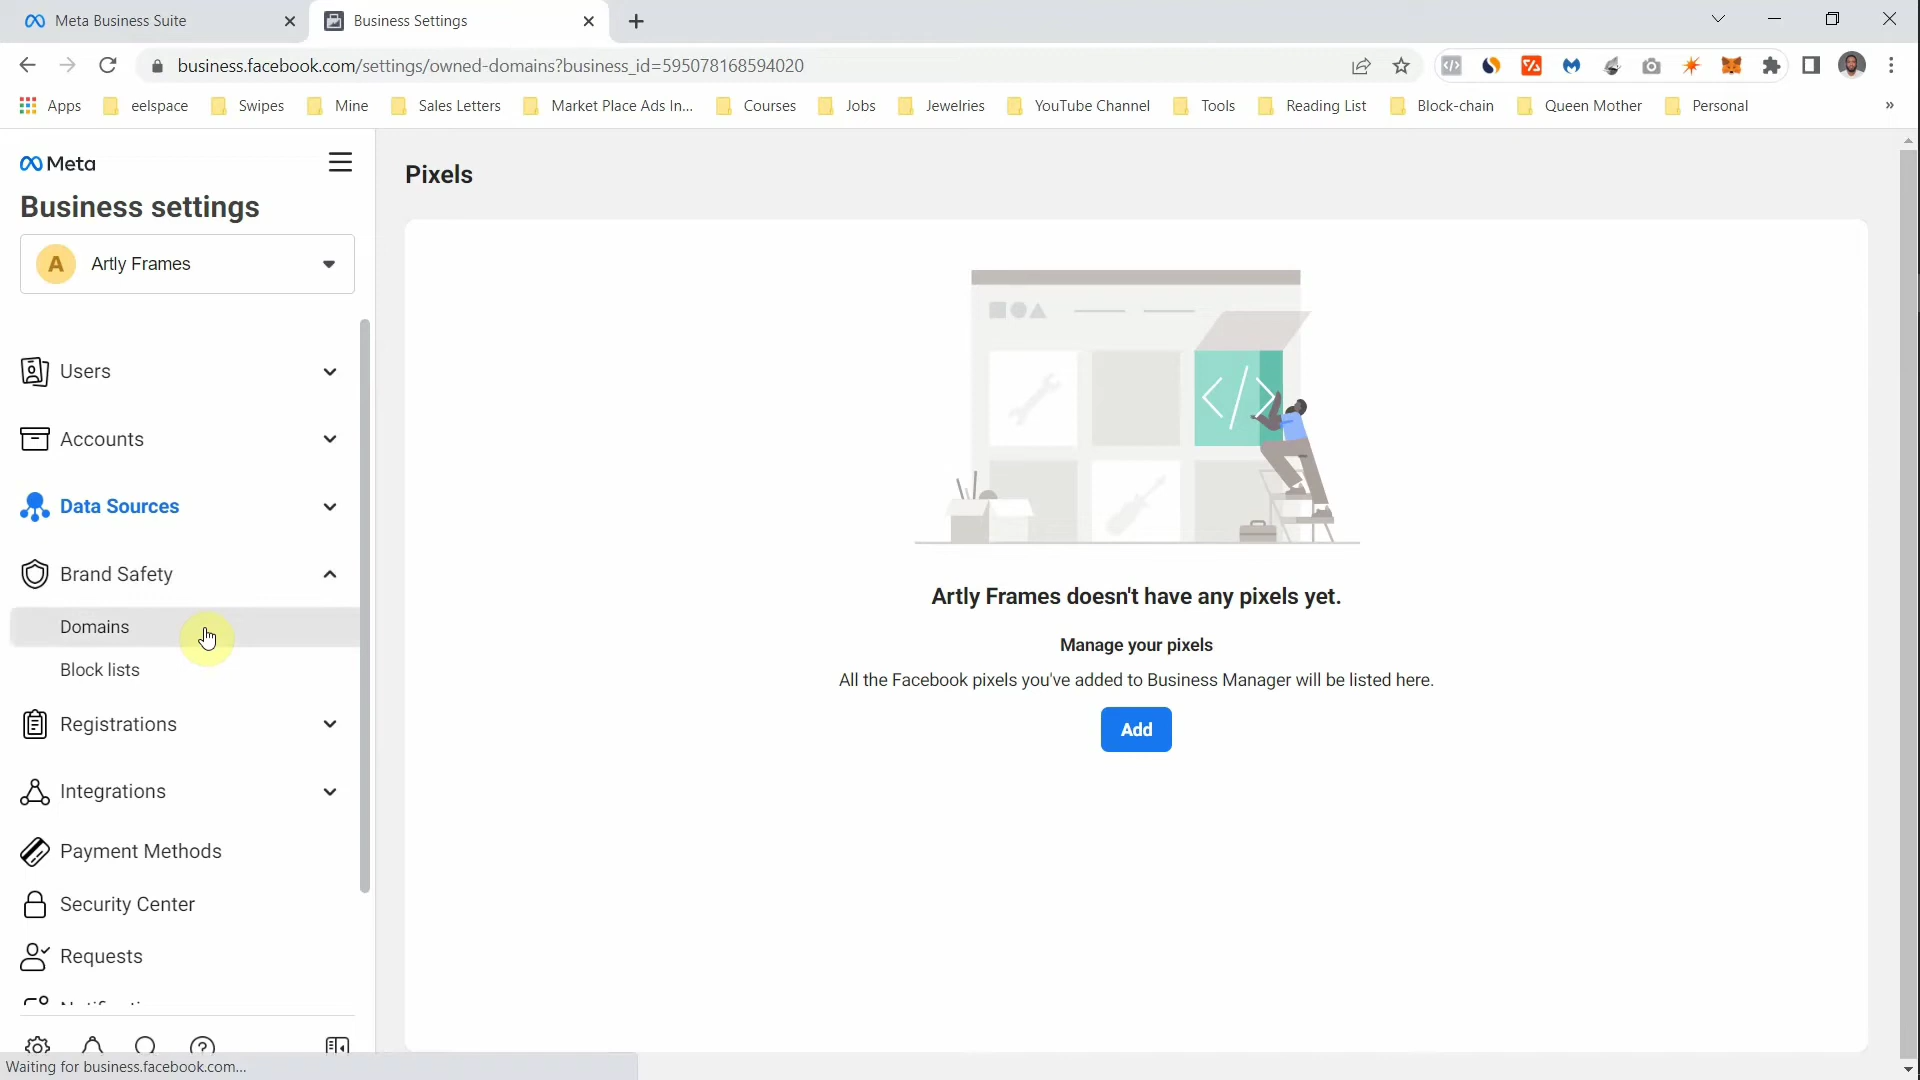 Meta Business Suite
Business Settings
business.facebook.com/settings/owned-domains?business_id=595078168594020
Apps
eelspace
Swipes
Mine
Sales Letters
Market Place Ads In...
Courses
Jobs
Jewelries
YouTube Channel
Tools
Reading List
Block-chain
Queen Mother
Personal
»
Meta
Business settings
A
Artly Frames
Users
Accounts
Data Sources
Brand Safety
Domains
Block lists
Registrations
Integrations
Payment Methods
Security Center
Requests
Waiting for business.facebook.com...
Pixels
Artly Frames doesn't have any pixels yet.
Manage your pixels
All the Facebook pixels you've added to Business Manager will be listed here.
Add